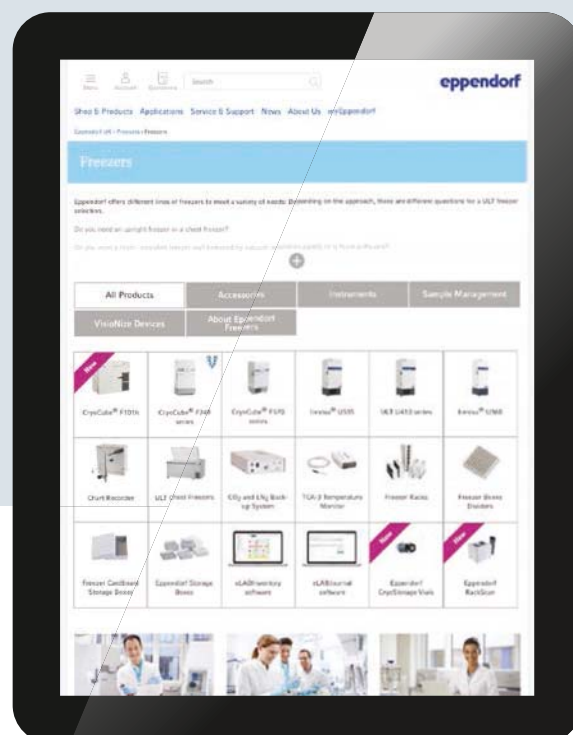 Menu Account Quotations Search
eppendorf
Shop & Products Applications Service & Support News About Us myEppendorf
Eppendorf UK › Products › Freezers
Freezers
Eppendorf offers different lines of freezers to meet a variety of needs. Depending on the approach, there are different questions for a ULT freezer
selection.
Do you need an upright freezer or a chest freezer?
All Products Accessories Instruments Sample Management
VisioNize Devices About Eppendorf
Freezers
New
CryoCube® F101h CryoCube® F740 CryoCube® F570 Innova® U535 ULT U410 series Innova® U360
series series
Chart Recorder ULT Chest Freezers CO₂ and LN₂ Back- TCA-3 Temperature Freezer Racks Freezer Boxes
up System Monitor Dividers
New New
Freezer Cardboard Eppendorf Storage eLABInventory eLABJournal Eppendorf Eppendorf
Storage Boxes Boxes software software CryoStorage Vials RackScan